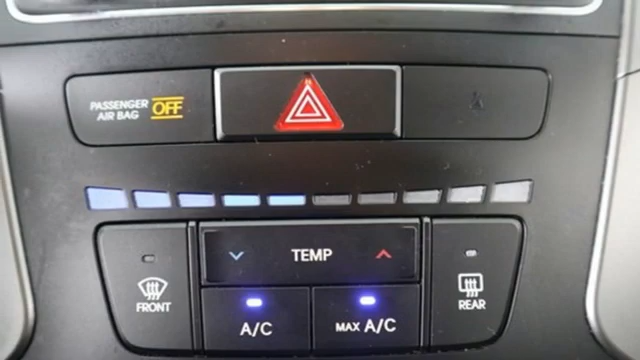 PASSENGER
AIR BAG OFF
TEMP
FRONT
A/C
MAX A/C
REAR